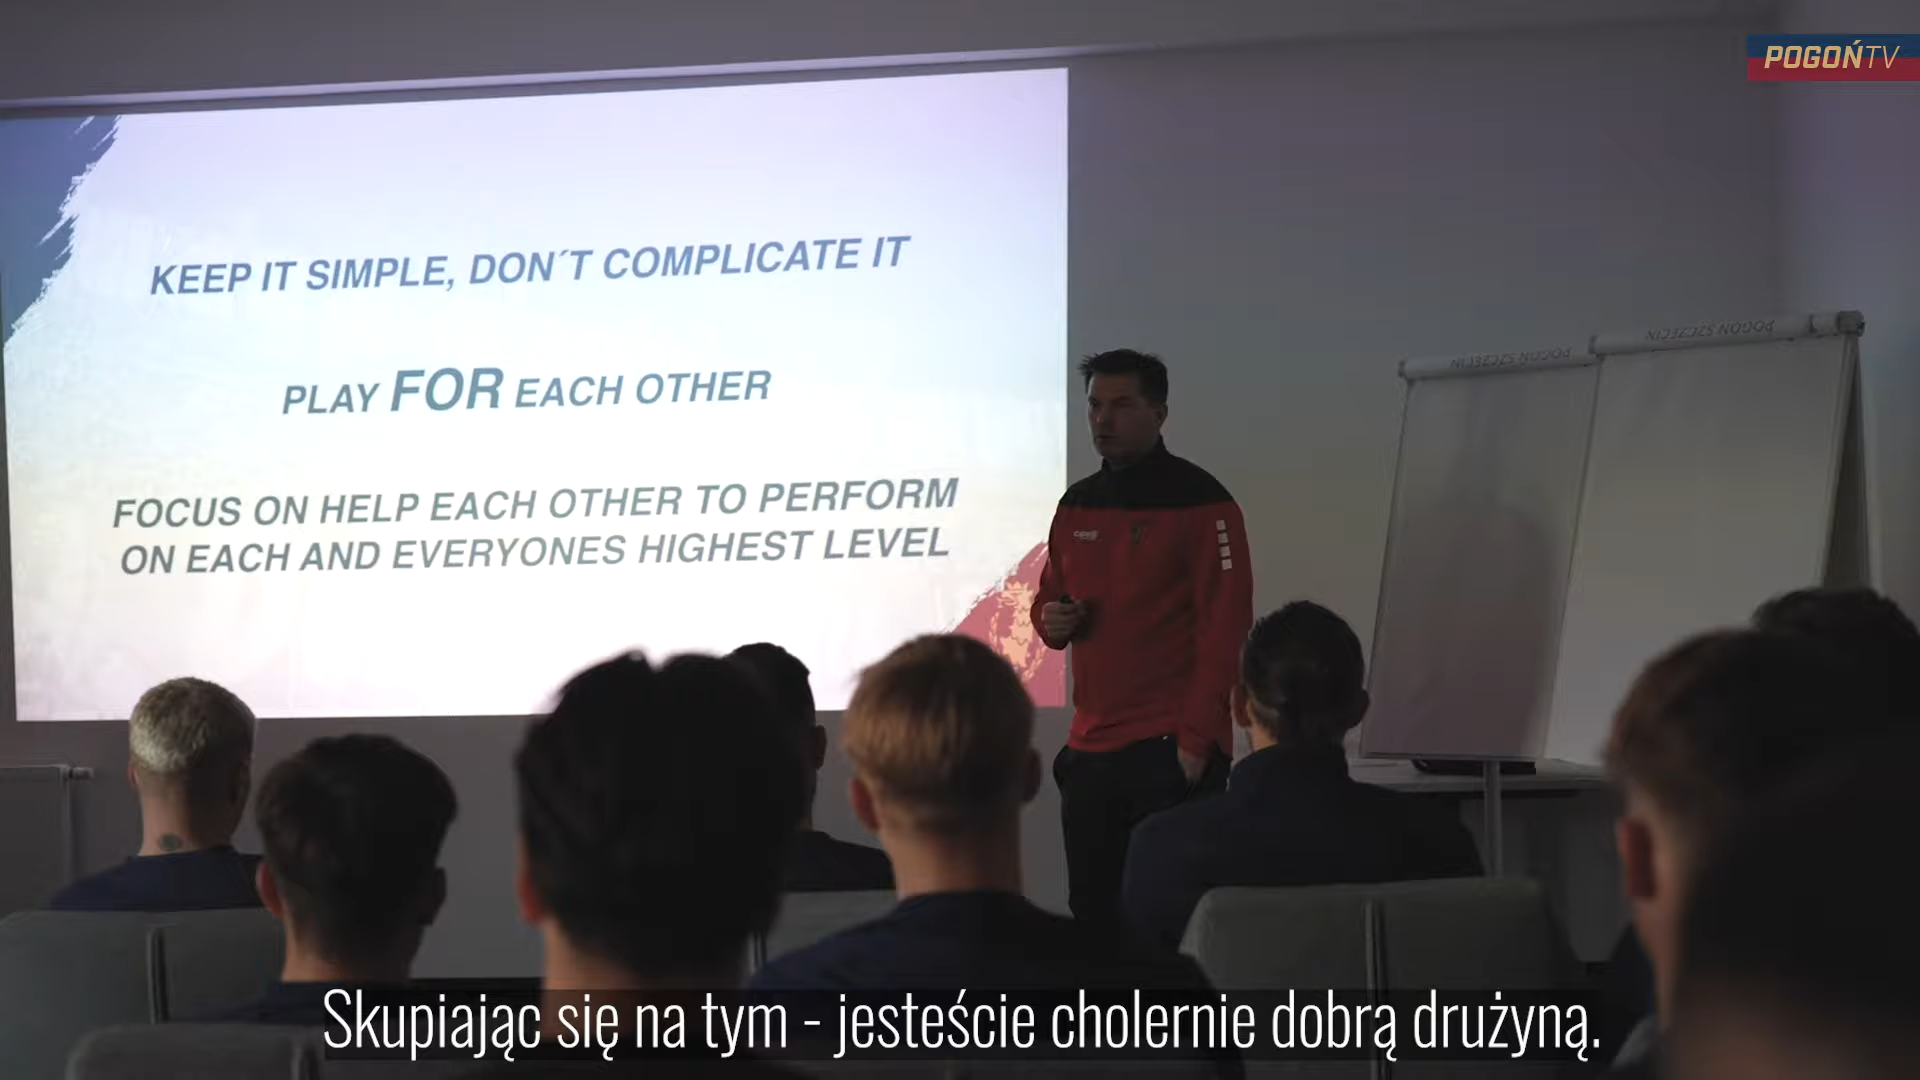 POGOŃTV
KEEP IT SIMPLE, DON´T COMPLICATE IT
PLAY FOR EACH OTHER
FOCUS ON HELP EACH OTHER TO PERFORM
ON EACH AND EVERYONES HIGHEST LEVEL
POGOŃ SZCZECIN
POGOŃ SZCZECIN
capelli
Skupiając się na tym - jesteście cholernie dobrą drużyną.